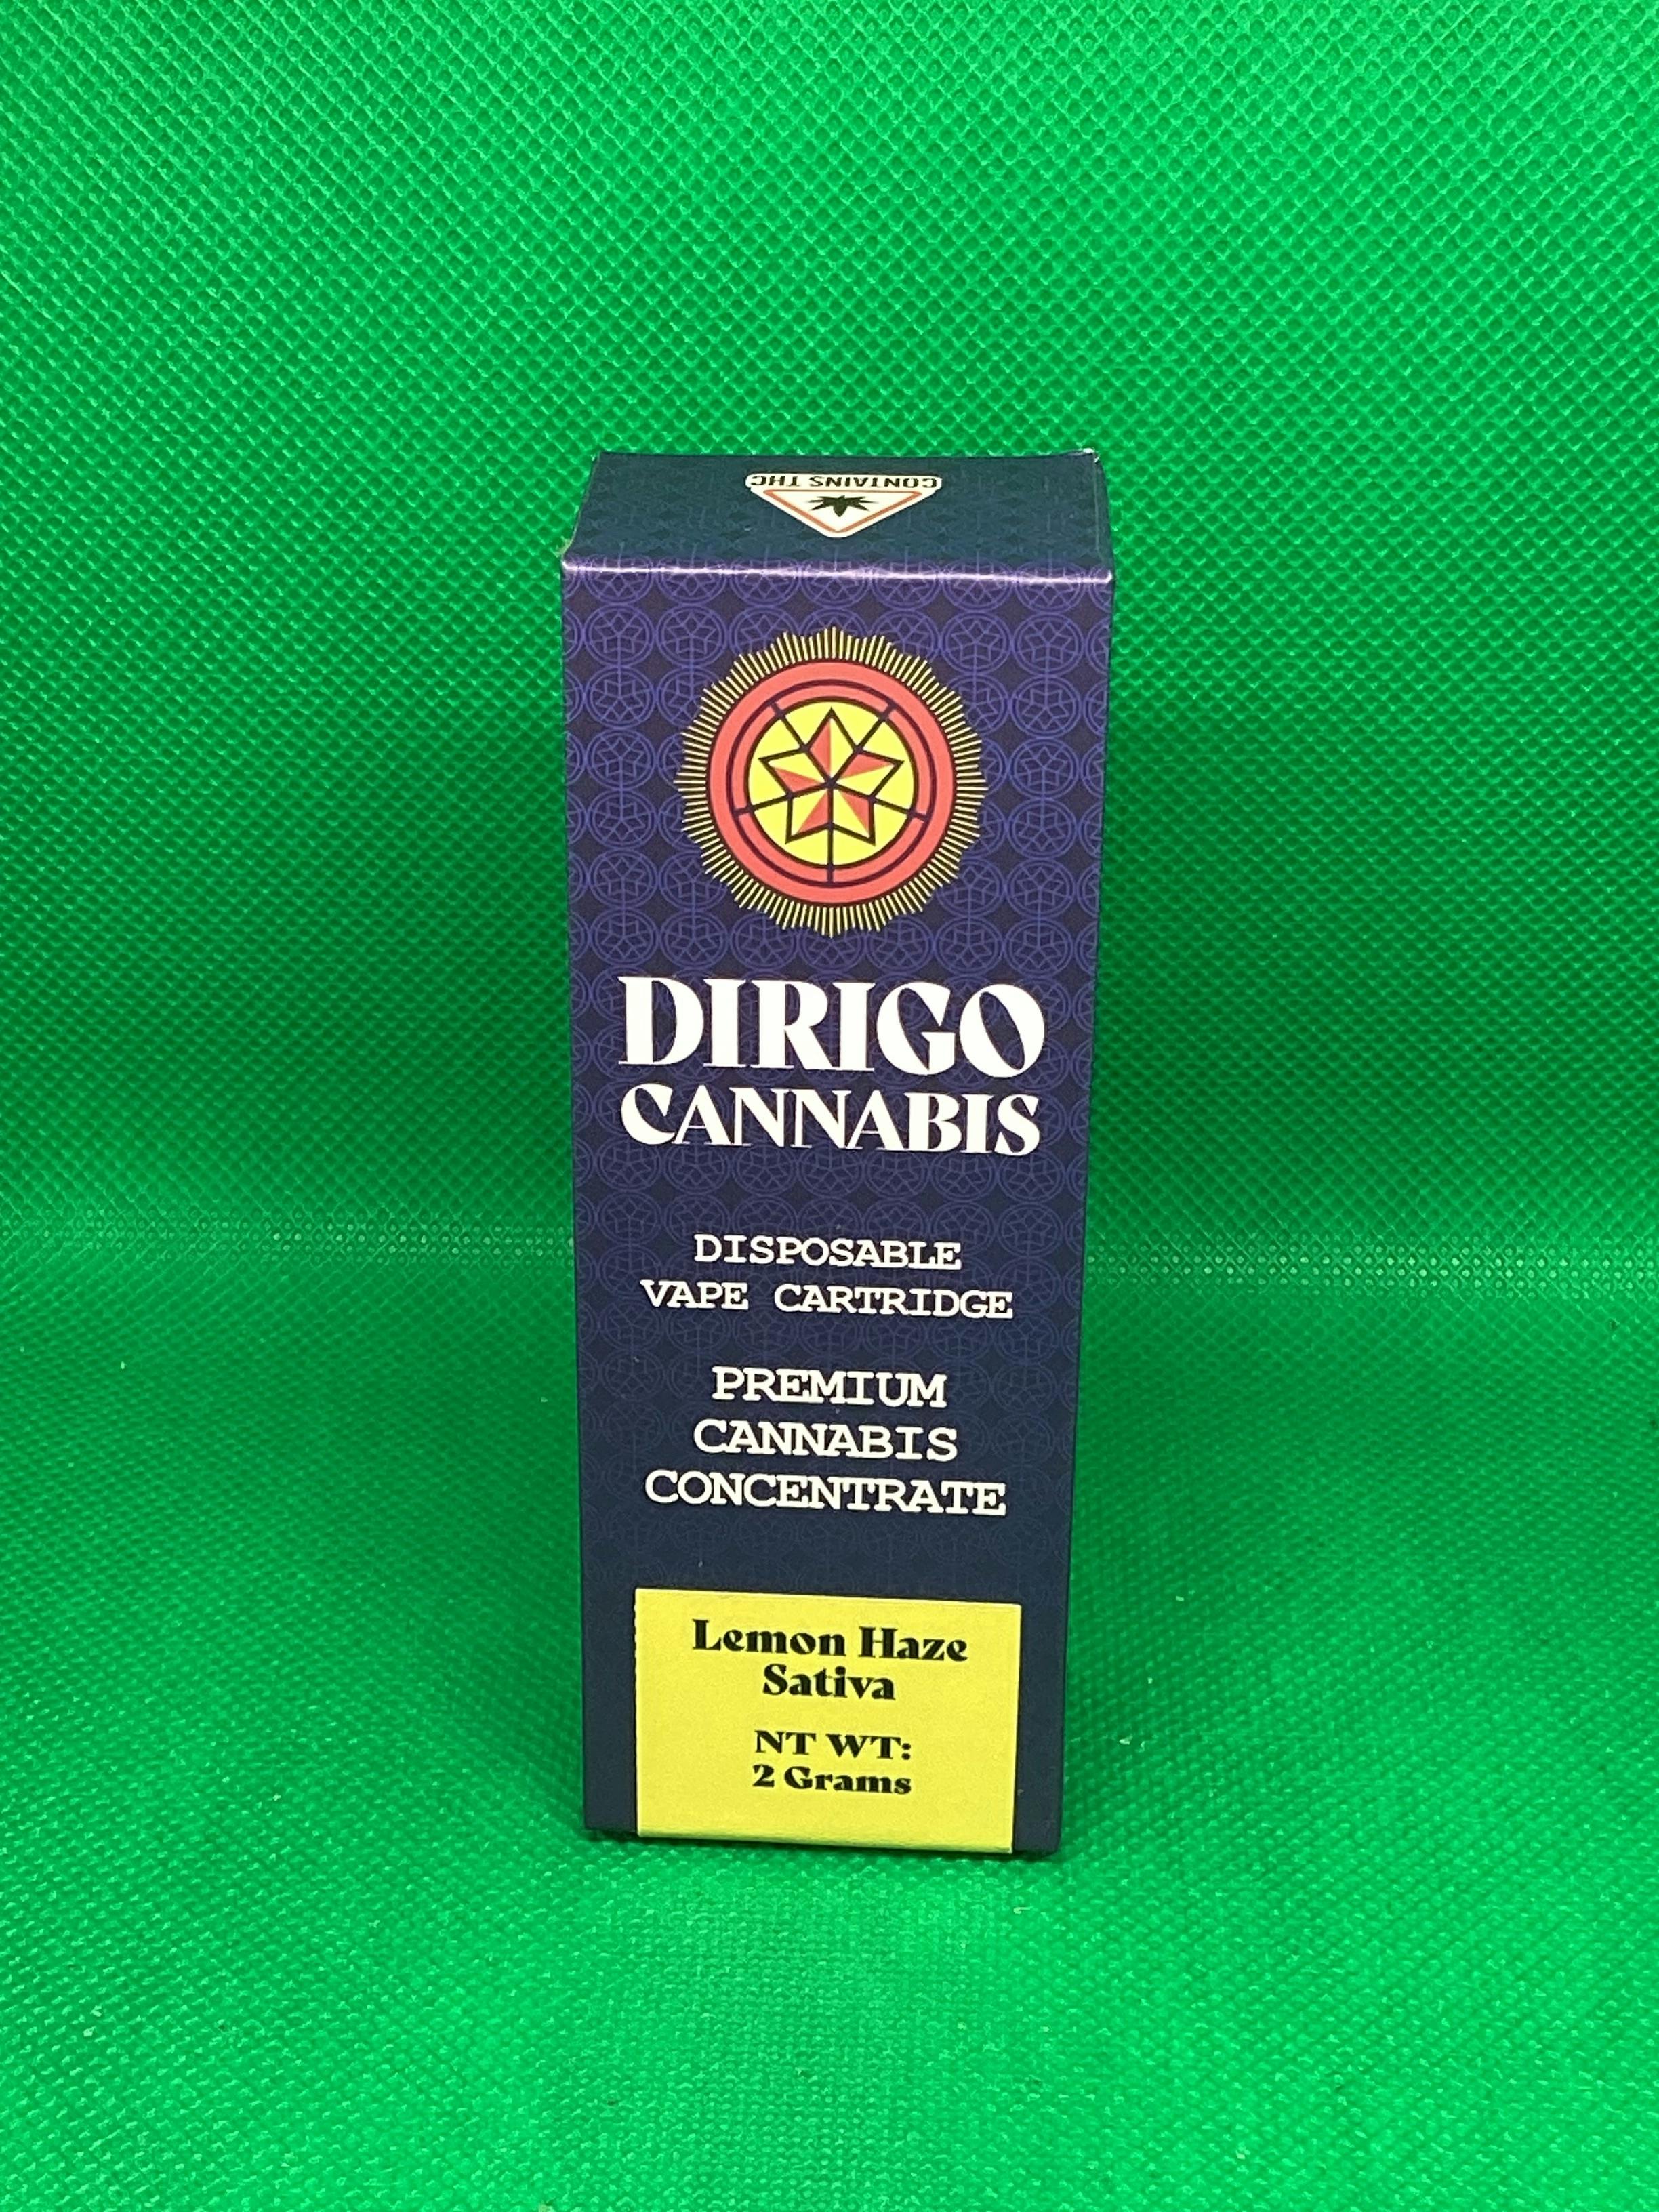 CONTAINS THC
DIRIGO
CANNABIS
DISPOSABLE
VAPE CARTRIDGE
PREMIUM
CANNABIS
CONCENTRATE
Lemon Haze
Sativa
NT WT:
2 Grams